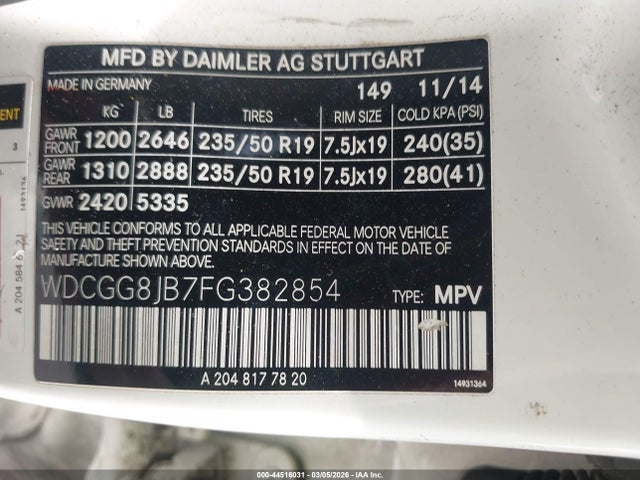 MFD BY DAIMLER AG STUTTGART
MADE IN GERMANY 149 11/14
KG LB TIRES RIM SIZE COLD KPA (PSI)
GAWR FRONT 1200 2646 235/50 R19 7.5Jx19 240(35)
GAWR REAR 1310 2888 235/50 R19 7.5Jx19 280(41)
GVWR 2420 5335
THIS VEHICLE CONFORMS TO ALL APPLICABLE FEDERAL MOTOR VEHICLE
SAFETY AND THEFT PREVENTION STANDARDS IN EFFECT ON THE DATE
OF MANUFACTURE SHOWN ABOVE.
WDCGG8JB7FG382854 TYPE: MPV
A 204 817 78 20
14931364
3
000-44516031 - 03/05/2026 - IAA, Inc.